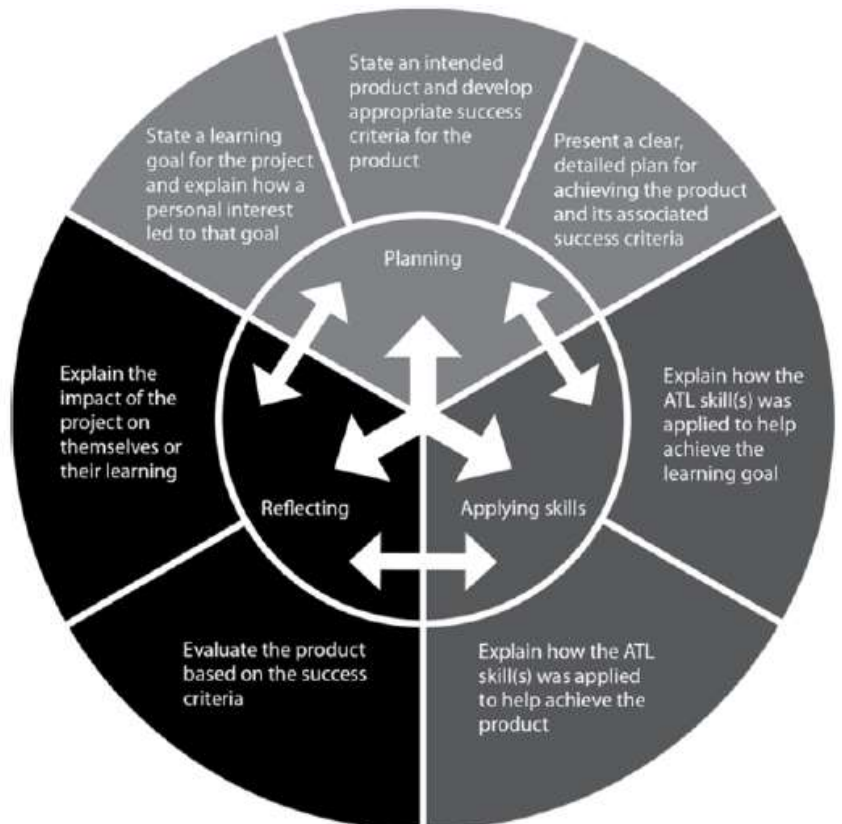 State a learning
goal for the project
and explain how a
personal interest
led to that goal
State an intended
product and develop
appropriate success
criteria for the
product
Present a clear,
detailed plan for
achieving the product
and its associated
success criteria
Planning
Explain the
impact of the
project on
themselves or
their learning
Explain how the
ATL skill(s) was
applied to help
achieve the
learning goal
Reflecting
Applying skills
Evaluate the product
based on the success
criteria
Explain how the ATL
skill(s) was applied
to help achieve the
product